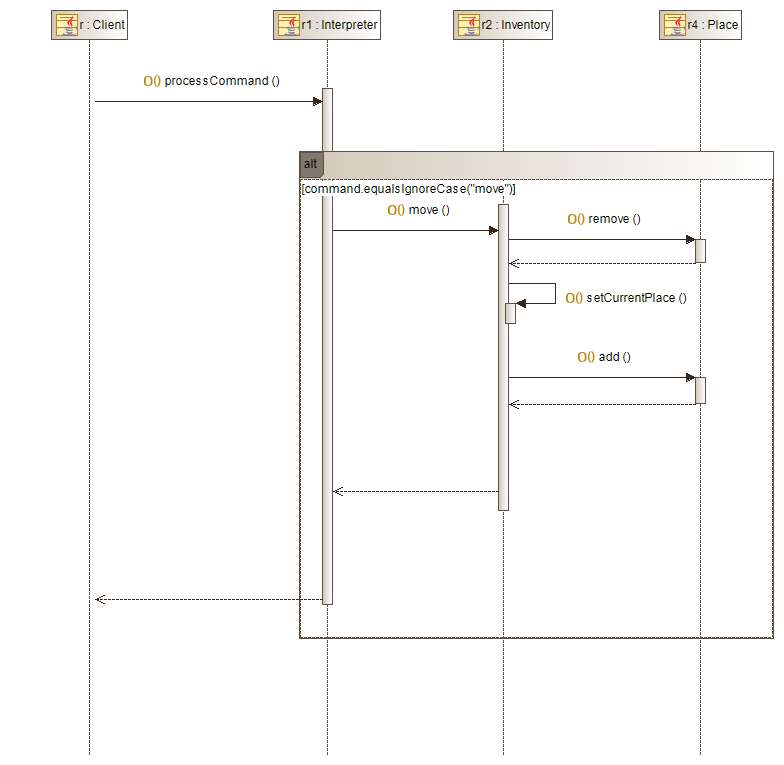 r : Client
r1 : Interpreter
r2 : Inventory
r4 : Place
O() processCommand ()
alt
[command.equalsIgnoreCase("move")]
O() move ()
O() remove ()
O() setCurrentPlace ()
O() add ()